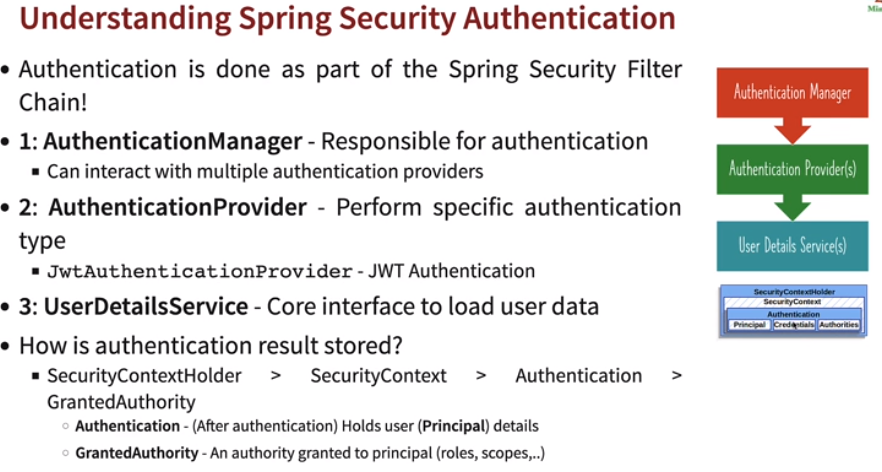 Understanding Spring Security Authentication
• Authentication is done as part of the Spring Security Filter
Chain!
• 1: AuthenticationManager - Responsible for authentication
▪ Can interact with multiple authentication providers
• 2: AuthenticationProvider - Perform specific authentication
type
▪ JwtAuthenticationProvider - JWT Authentication
• 3: UserDetailsService - Core interface to load user data
• How is authentication result stored?
▪ SecurityContextHolder > SecurityContext > Authentication >
GrantedAuthority
○ Authentication - (After authentication) Holds user (Principal) details
○ GrantedAuthority - An authority granted to principal (roles, scopes,..)
Authentication Manager
Authentication Provider(s)
User Details Service(s)
SecurityContextHolder
SecurityContext
Authentication
Principal Credentials Authorities